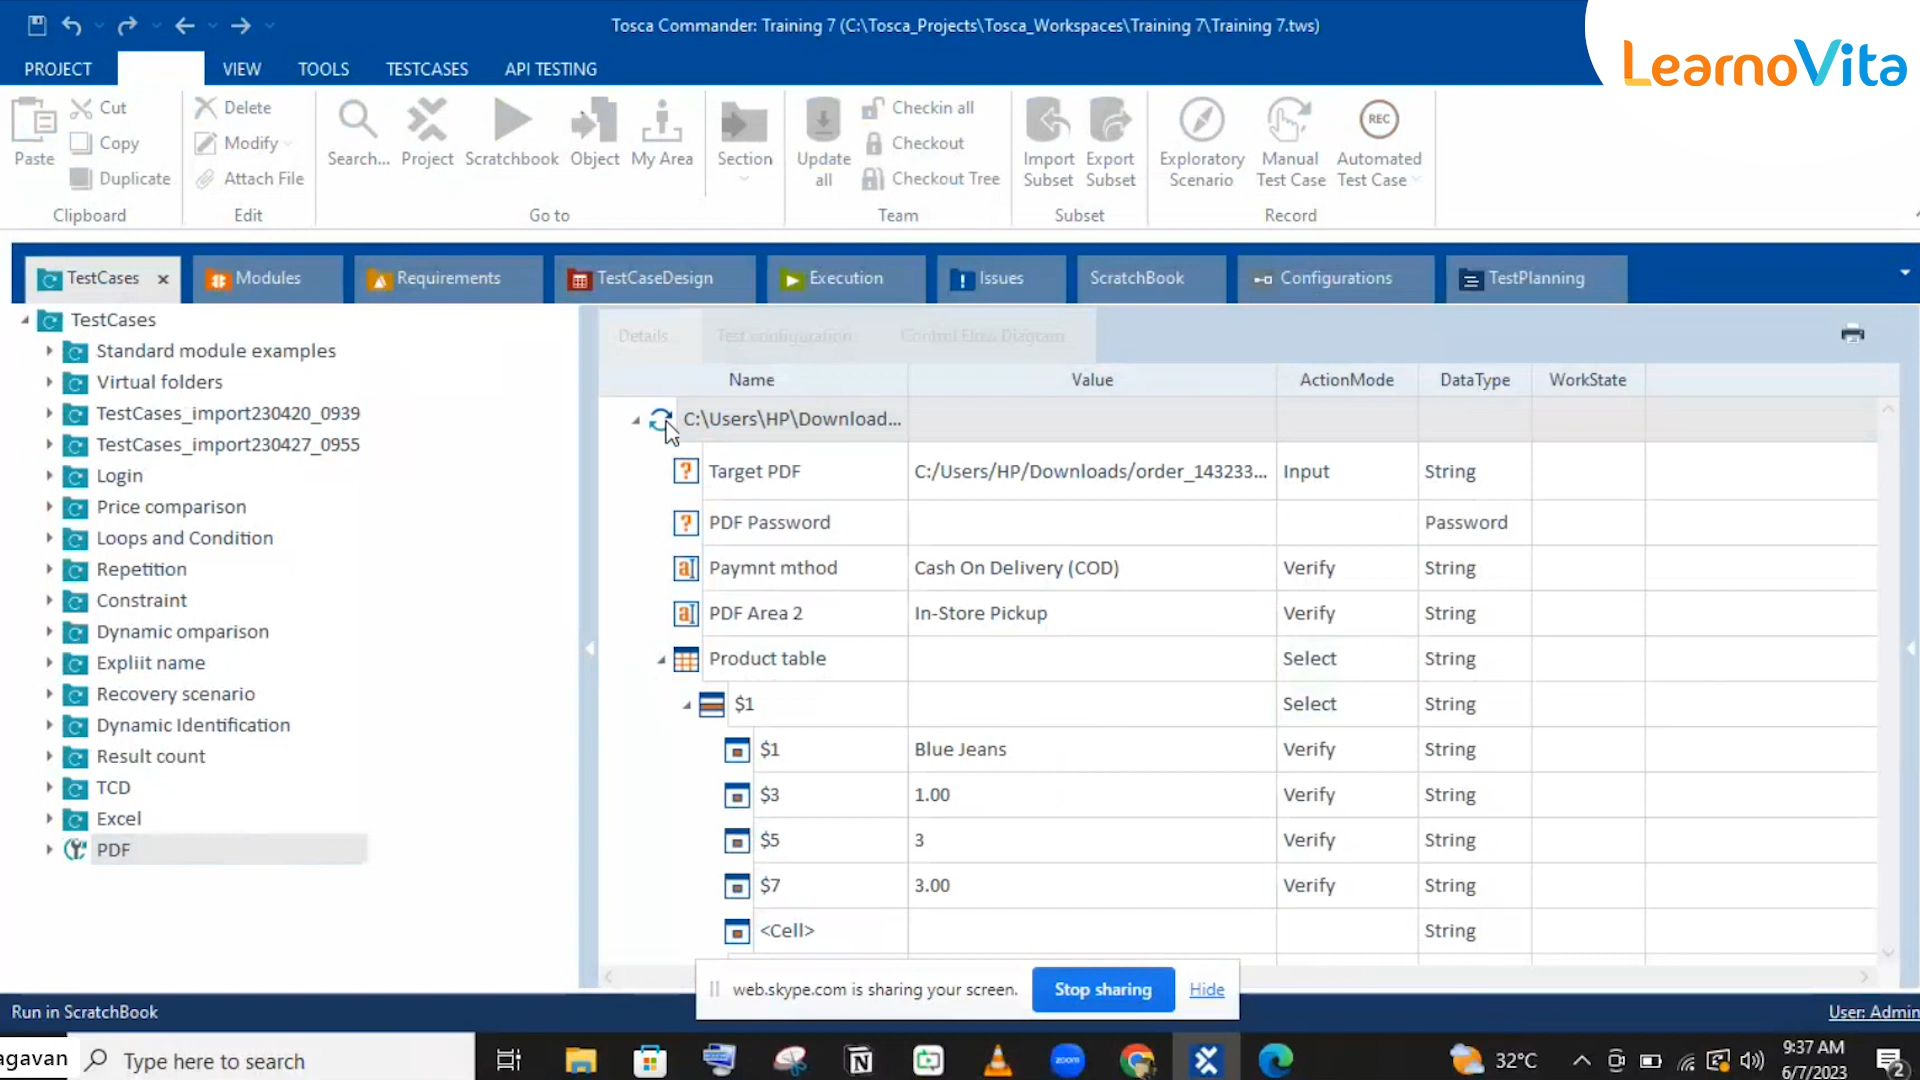 Tosca Commander: Training 7 (C:\Tosca_Projects\Tosca_Workspaces\Training 7\Training 7.tws)
LearnoVita
PROJECT VIEW TOOLS TESTCASES API TESTING
Paste Cut Copy Duplicate
Clipboard
Delete Modify Attach File
Edit
Search... Project Scratchbook Object My Area
Go to
Section
Update all Checkin all Checkout Checkout Tree
Team
Import Subset Export Subset
Subset
REC
Exploratory Scenario Manual Test Case Automated Test Case
Record
TestCases Modules Requirements TestCaseDesign Execution Issues ScratchBook Configurations TestPlanning
TestCases
Standard module examples
Virtual folders
TestCases_import230420_0939
TestCases_import230427_0955
Login
Price comparison
Loops and Condition
Repetition
Constraint
Dynamic omparison
Expliit name
Recovery scenario
Dynamic Identification
Result count
TCD
Excel
PDF
Details Test configuration Control Flow Diagram
Name Value ActionMode DataType WorkState
C:\Users\HP\Download...
Target PDF C:/Users/HP/Downloads/order_143233... Input String
PDF Password Password
Paymnt mthod Cash On Delivery (COD) Verify String
PDF Area 2 In-Store Pickup Verify String
Product table Select String
$1 Select String
$1 Blue Jeans Verify String
$3 1.00 Verify String
$5 3 Verify String
$7 3.00 Verify String
<Cell> String
web.skype.com is sharing your screen. Stop sharing Hide
Run in ScratchBook User: Admin
agavan Type here to search
zoom
32°C
9:37 AM
6/7/2023
2